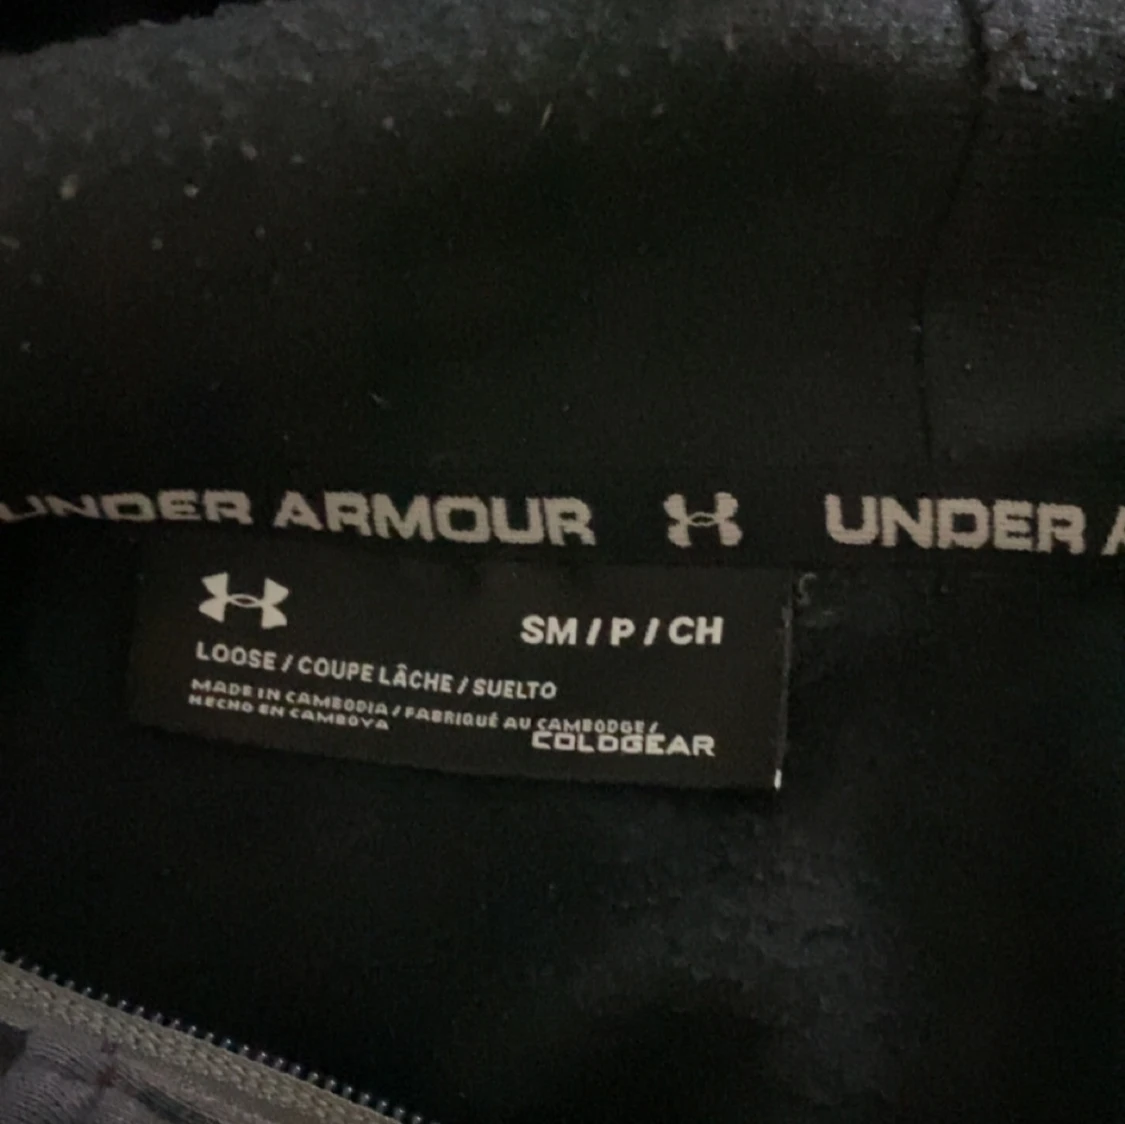 UNDER ARMOUR UNDER
SM / P / CH
LOOSE / COUPE LÂCHE / SUELTO
MADE IN CAMBODIA / FABRIQUÉ AU CAMBODGE /
HECHO EN CAMBOYA
COLDGEAR